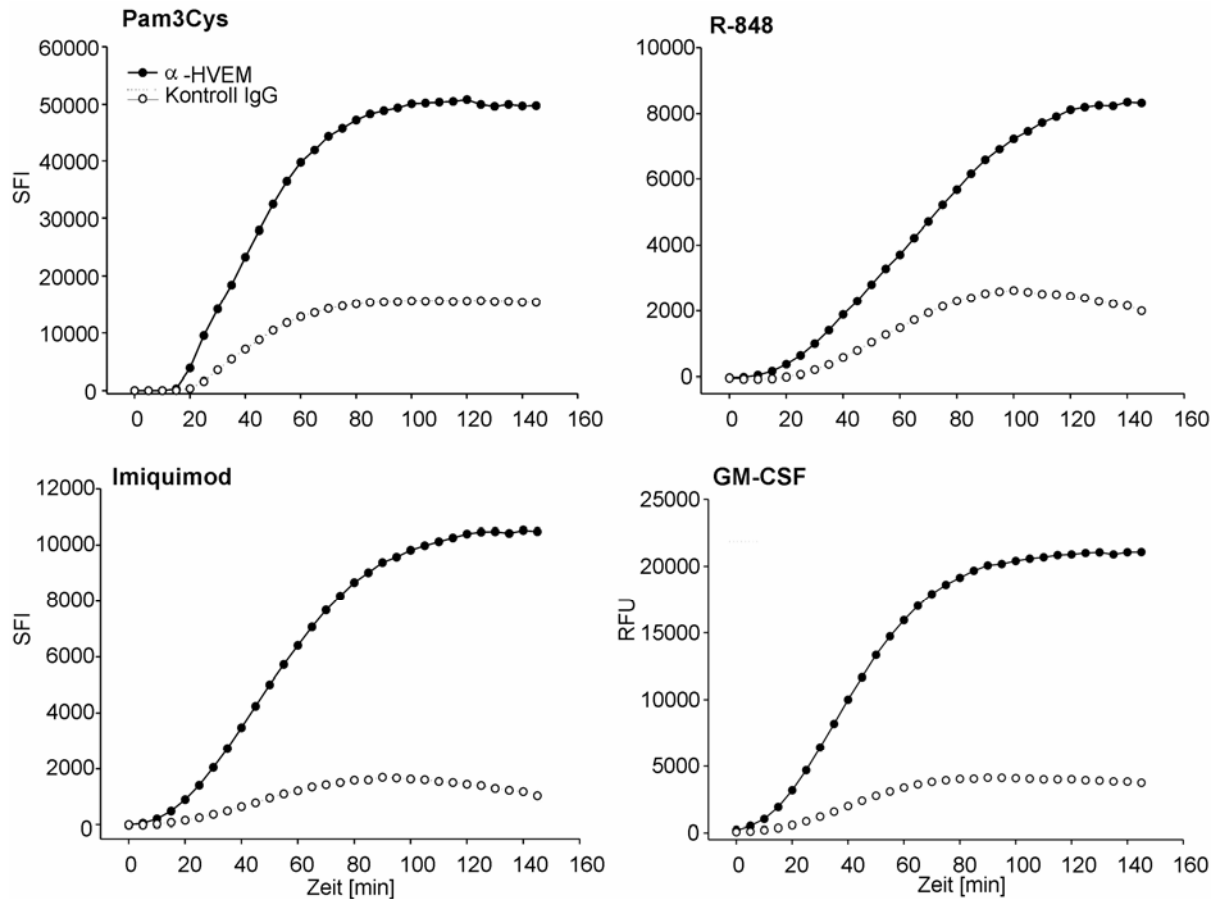 Pam3Cys
60000
50000
40000
30000
20000
10000
0
SFI
α -HVEM
Kontroll IgG
0 20 40 60 80 100 120 140 160
R-848
10000
8000
6000
4000
2000
0
0 20 40 60 80 100 120 140 160
Imiquimod
12000
10000
8000
6000
4000
2000
0
SFI
0 20 40 60 80 100 120 140 160
Zeit [min]
GM-CSF
25000
20000
15000
10000
5000
0
RFU
0 20 40 60 80 100 120 140 160
Zeit [min]